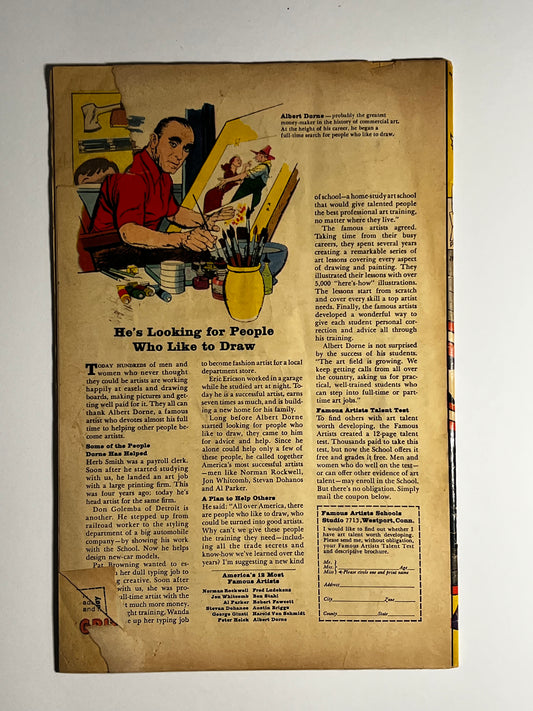 Albert Dorne—probably the greatest
money-maker in the history of commercial art.
At the height of his career, he began a
full-time search for people who like to draw.
He's Looking for People
Who Like to Draw
TODAY HUNDREDS of men and
women who never thought
they could be artists are working
happily at easels and drawing
boards, making pictures and get-
ting well paid for it. They all can
thank Albert Dorne, a famous
artist who devotes almost his full
time to helping other people be-
come artists.
Some of the People
Dorne Has Helped
Herb Smith was a payroll clerk.
Soon after he started studying
with us, he landed an art job
with a large printing firm. This
was four years ago; today he's
head artist for the same firm.
Don Golemba of Detroit is
another. He stepped up from
railroad worker to the styling
department of a big automobile
company—by showing his work
with the School. Now he helps
design new-car models.
Pat Browning wanted to es-
her dull typing job to
creative. Soon after
with us, she was pro-
ull-time artist with the
t much more money.
ght training, Wanda
e up her typing job
to become fashion artist for a local
department store.
Eric Ericson worked in a garage
while he studied art at night. To-
day he is a successful artist, earns
seven times as much, and is build-
ing a new home for his family.
Long before Albert Dorne
started looking for people who
like to draw, they came to him
for advice and help. Since he
alone could help only a few of
these people, he called together
America's most successful artists
—men like Norman Rockwell,
Jon Whitcomb, Stevan Dohanos
and Al Parker.
A Plan to Help Others
He said: "All over America, there
are people who like to draw, who
could be turned into good artists.
Why can't we give these people
the training they need—includ-
ing all the trade secrets and
know-how we've learned over the
years? I'm suggesting a new kind
America's 12 Most
Famous Artists
Norman Rockwell Fred Ludekens
Jon Whitcomb Ben Stahl
Al Parker Robert Fawcett
Stevan Dohanos Austin Briggs
George Giusti Harold Von Schmidt
Peter Helck Albert Dorne
of school—a home-study art school
that would give talented people
the best professional art training,
no matter where they live."
The famous artists agreed.
Taking time from their busy
careers, they spent several years
creating a remarkable series of
art lessons covering every aspect
of drawing and painting. They
illustrated their lessons with over
5,000 "here's-how" illustrations.
The lessons start from scratch
and cover every skill a top artist
needs. Finally, the famous artists
developed a wonderful way to
give each student personal cor-
rection and advice all through
his training.
Albert Dorne is not surprised
by the success of his students.
"The art field is growing. We
keep getting calls from all over
the country, asking us for prac-
tical, well-trained students who
can step into full-time or part-
time art jobs."
Famous Artists Talent Test
To find others with art talent
worth developing, the Famous
Artists created a 12-page talent
test. Thousands paid to take this
test, but now the School offers it
free and grades it free. Men and
women who do well on the test—
or can offer other evidence of art
talent—may enroll in the School.
But there's no obligation. Simply
mail the coupon below.
Famous Artists Schools
Studio 7713, Westport, Conn.
I would like to find out whether I
have art talent worth developing.
Please send me, without obligation,
your Famous Artists Talent Test
and descriptive brochure.
Mr.
Mrs. Age
Miss Please circle one and print name
Address
City Zone
County State